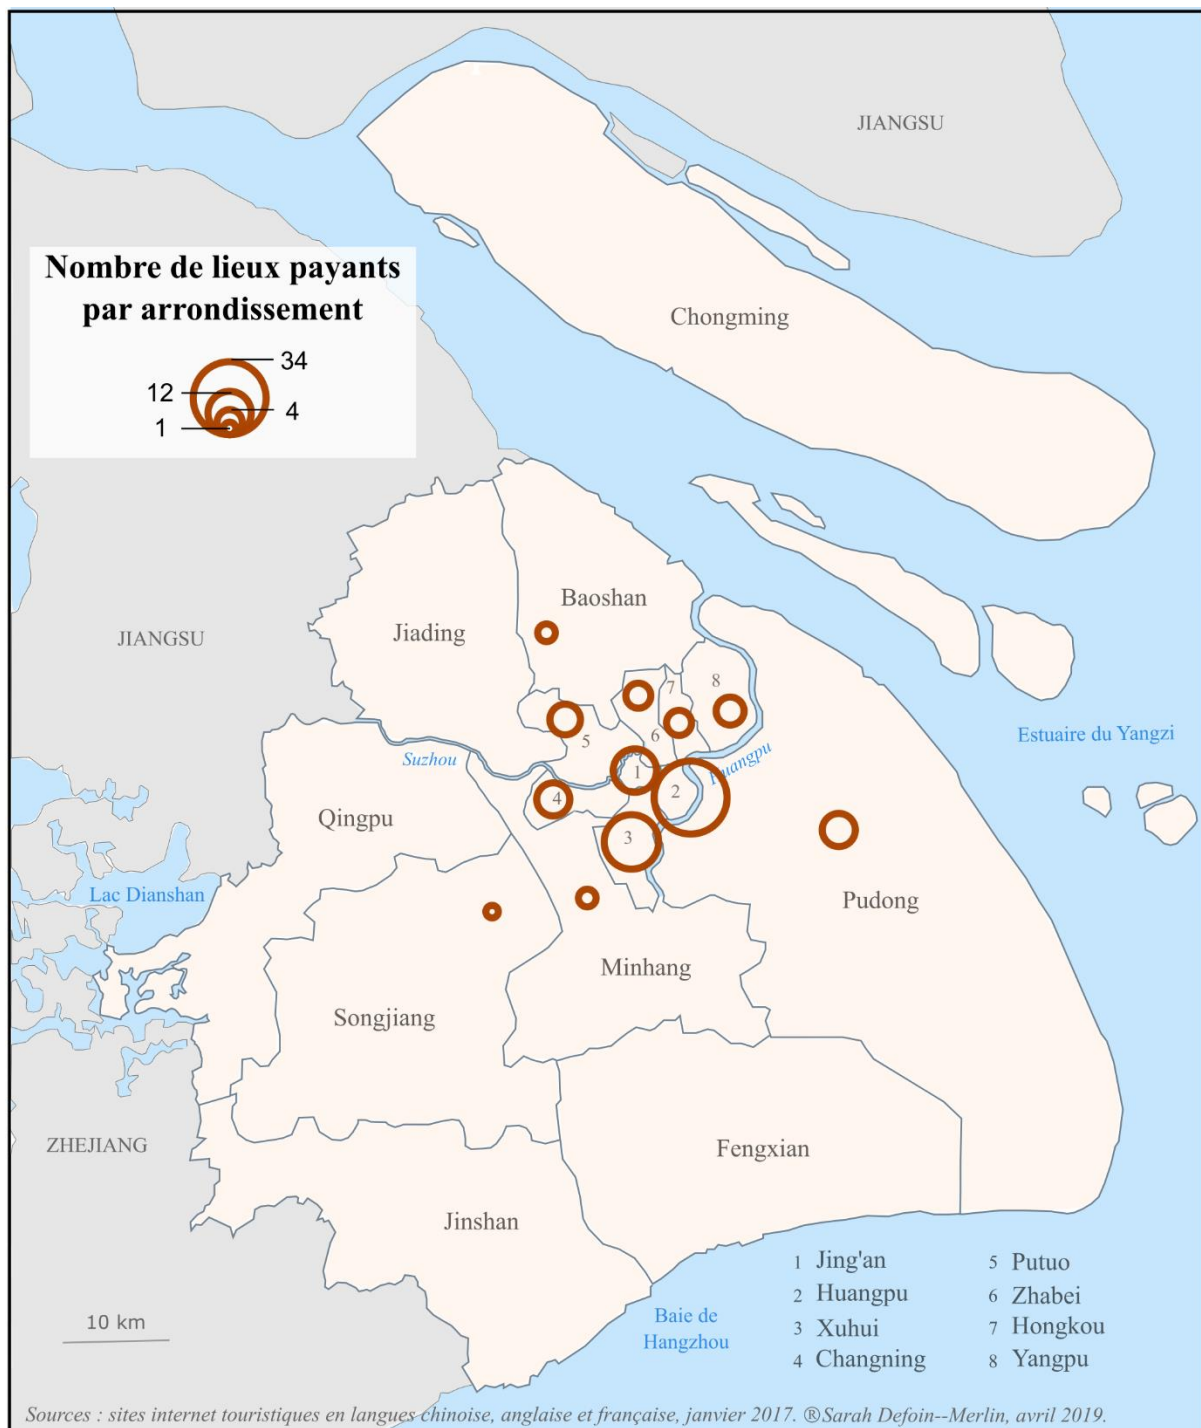 JIANGSU
Nombre de lieux payants
par arrondissement
34
12
4
1
Chongming
Baoshan
Jiading
JIANGSU
7
8
5
6
Suzhou
Huangpu
Estuaire du Yangzi
1
2
4
3
Qingpu
Lac Dianshan
Pudong
Minhang
Songjiang
ZHEJIANG
Fengxian
Jinshan
1 Jing'an
2 Huangpu
3 Xuhui
4 Changning
5 Putuo
6 Zhabei
7 Hongkou
8 Yangpu
10 km
Baie de
Hangzhou
Sources : sites internet touristiques en langues chinoise, anglaise et française, janvier 2017. ®Sarah Defoin--Merlin, avril 2019.